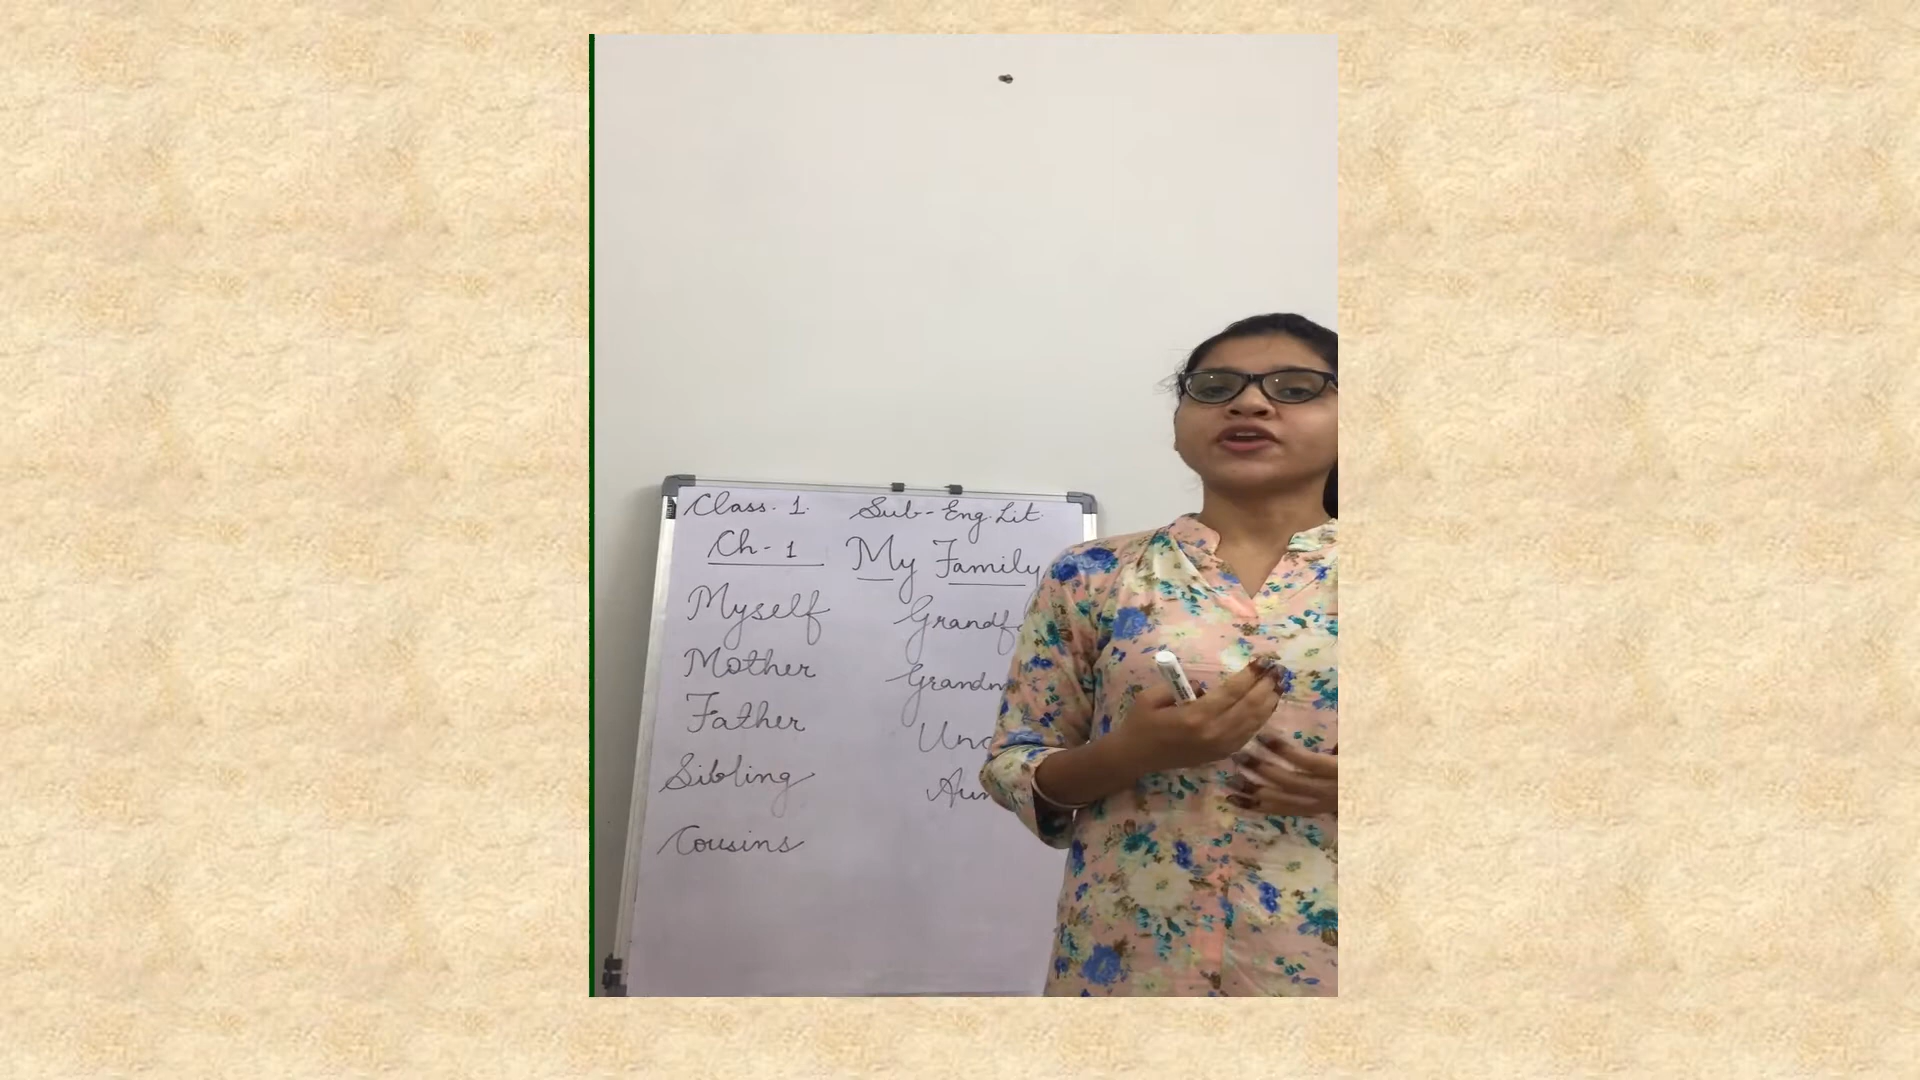 Class. 1. Sub- Eng. Lit.
Ch- 1 My Family
Myself
Mother
Father
Sibling
Cousins